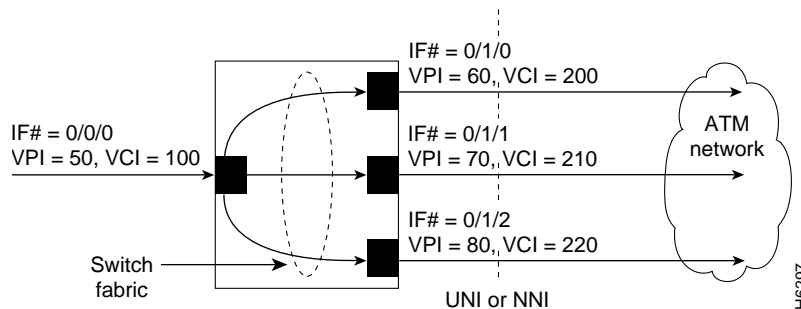 IF# = 0/1/0
VPI = 60, VCI = 200
IF# = 0/0/0
VPI = 50, VCI = 100
IF# = 0/1/1
VPI = 70, VCI = 210
ATM
network
IF# = 0/1/2
VPI = 80, VCI = 220
Switch
fabric
UNI or NNI